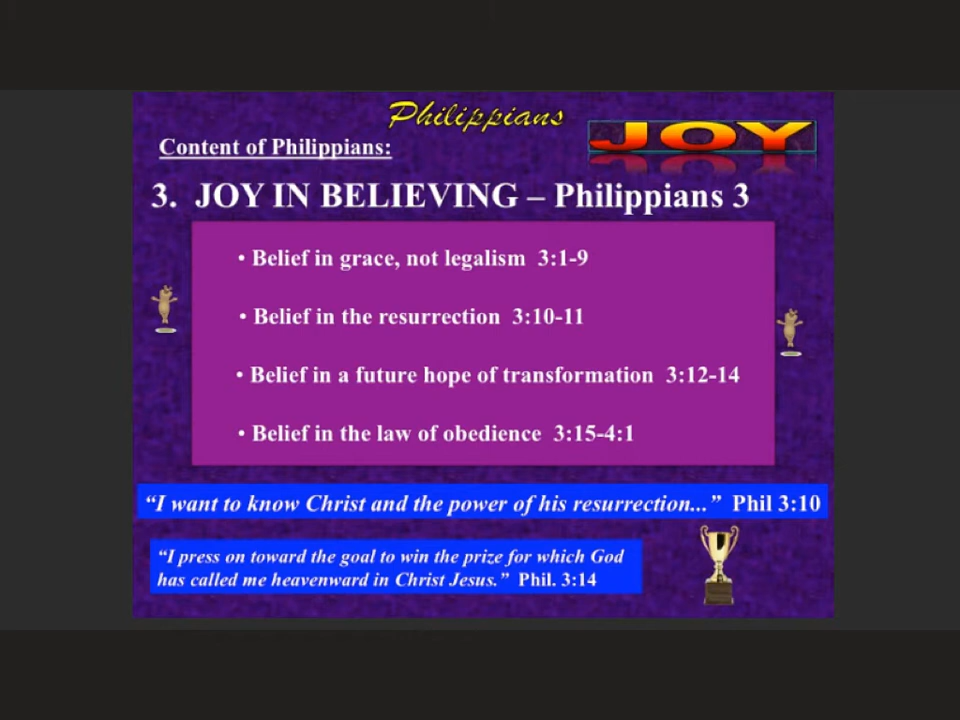 Philippians
JOY
Content of Philippians:
3. JOY IN BELIEVING – Philippians 3
• Belief in grace, not legalism 3:1-9
• Belief in the resurrection 3:10-11
• Belief in a future hope of transformation 3:12-14
• Belief in the law of obedience 3:15-4:1
“I want to know Christ and the power of his resurrection...” Phil 3:10
“I press on toward the goal to win the prize for which God
has called me heavenward in Christ Jesus.” Phil. 3:14